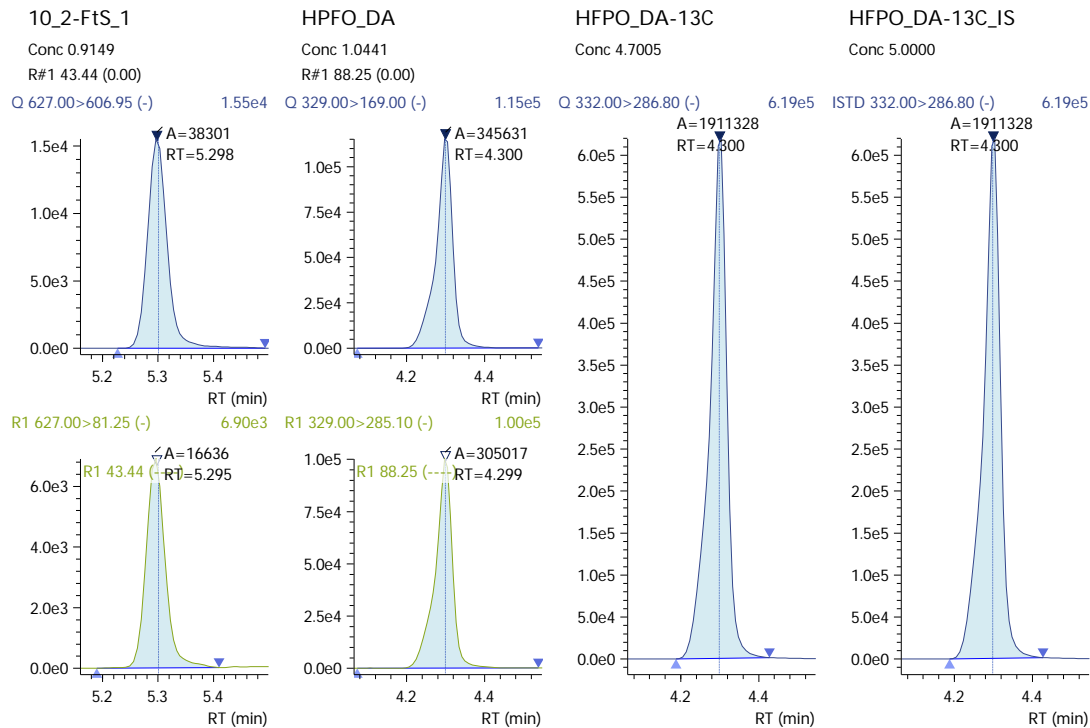 10_2-FtS_1
Conc 0.9149
R#1 43.44 (0.00)
Q 627.00>606.95 (-) 1.55e4
A=38301
RT=5.298
1.5e4
1.0e4
5.0e3
0.0e0
5.2 5.3 5.4
RT (min)
R1 627.00>81.25 (-) 6.90e3
A=16636
R1 43.44 (----)
RT=5.295
6.0e3
4.0e3
2.0e3
0.0e0
5.2 5.3 5.4
RT (min)
HPFO_DA
Conc 1.0441
R#1 88.25 (0.00)
Q 329.00>169.00 (-) 1.15e5
A=345631
RT=4.300
1.0e5
7.5e4
5.0e4
2.5e4
0.0e0
4.2 4.4
RT (min)
R1 329.00>285.10 (-) 1.00e5
A=305017
R1 88.25 (----)
RT=4.299
1.0e5
7.5e4
5.0e4
2.5e4
0.0e0
4.2 4.4
RT (min)
HFPO_DA-13C
Conc 4.7005
Q 332.00>286.80 (-) 6.19e5
A=1911328
RT=4.300
6.0e5
5.5e5
5.0e5
4.5e5
4.0e5
3.5e5
3.0e5
2.5e5
2.0e5
1.5e5
1.0e5
5.0e4
0.0e0
4.2 4.4
RT (min)
HFPO_DA-13C_IS
Conc 5.0000
ISTD 332.00>286.80 (-) 6.19e5
A=1911328
RT=4.300
6.0e5
5.5e5
5.0e5
4.5e5
4.0e5
3.5e5
3.0e5
2.5e5
2.0e5
1.5e5
1.0e5
5.0e4
0.0e0
4.2 4.4
RT (min)